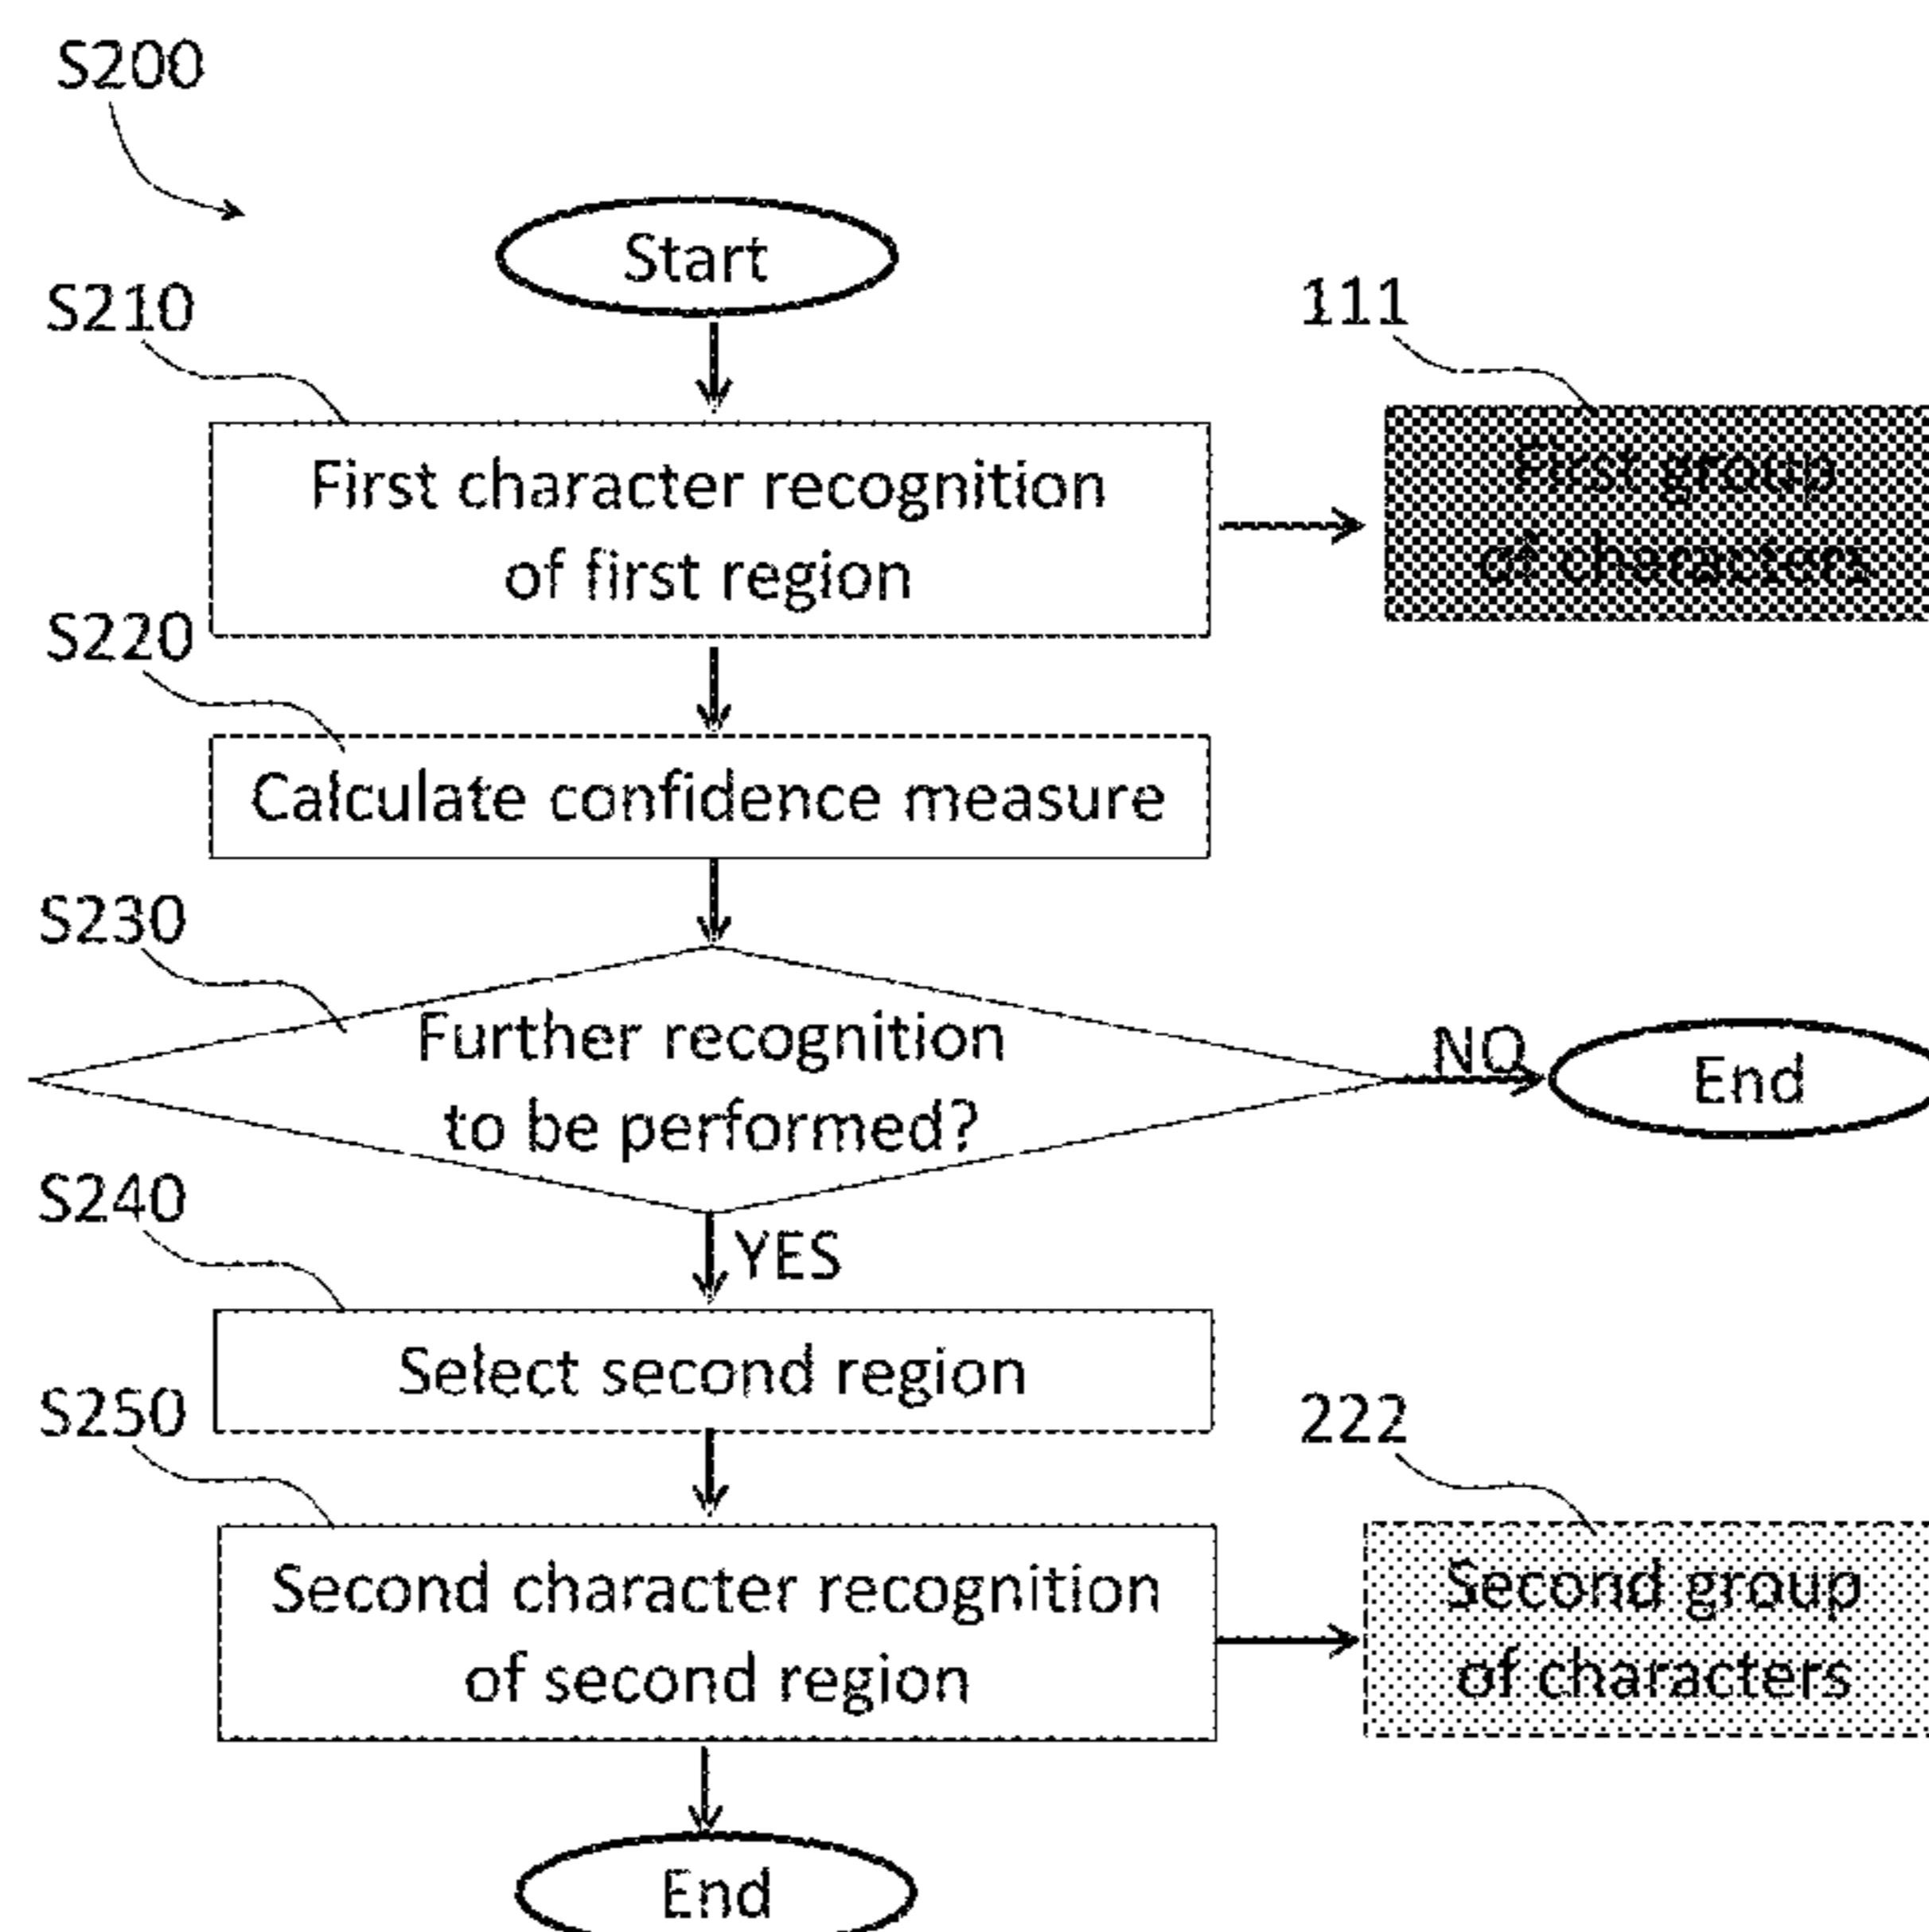 S200
Start
S210
111
First character recognition
of first region
First group
of characters
S220
Calculate confidence measure
S230
Further recognition
to be performed?
NO
End
S240
YES
Select second region
S250
222
Second character recognition
of second region
Second group
of characters
End